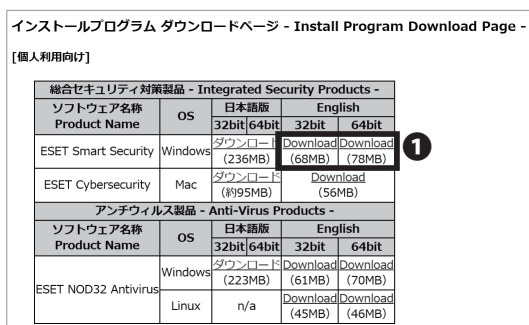 インストールプログラム ダウンロードページ - Install Program Download Page -
[個人利用向け]
総合セキュリティ対策製品 - Integrated Security Products -
ソフトウェア名称 Product Name OS 日本語版 English
32bit 64bit 32bit 64bit
ESET Smart Security Windows ダウンロード (236MB) Download (68MB) Download (78MB)
❶
ESET Cybersecurity Mac ダウンロード (約95MB) Download (56MB)
アンチウィルス製品 - Anti-Virus Products -
ソフトウェア名称 Product Name OS 日本語版 English
32bit 64bit 32bit 64bit
ESET NOD32 Antivirus Windows ダウンロード (223MB) Download (61MB) Download (70MB)
Linux n/a Download (45MB) Download (46MB)